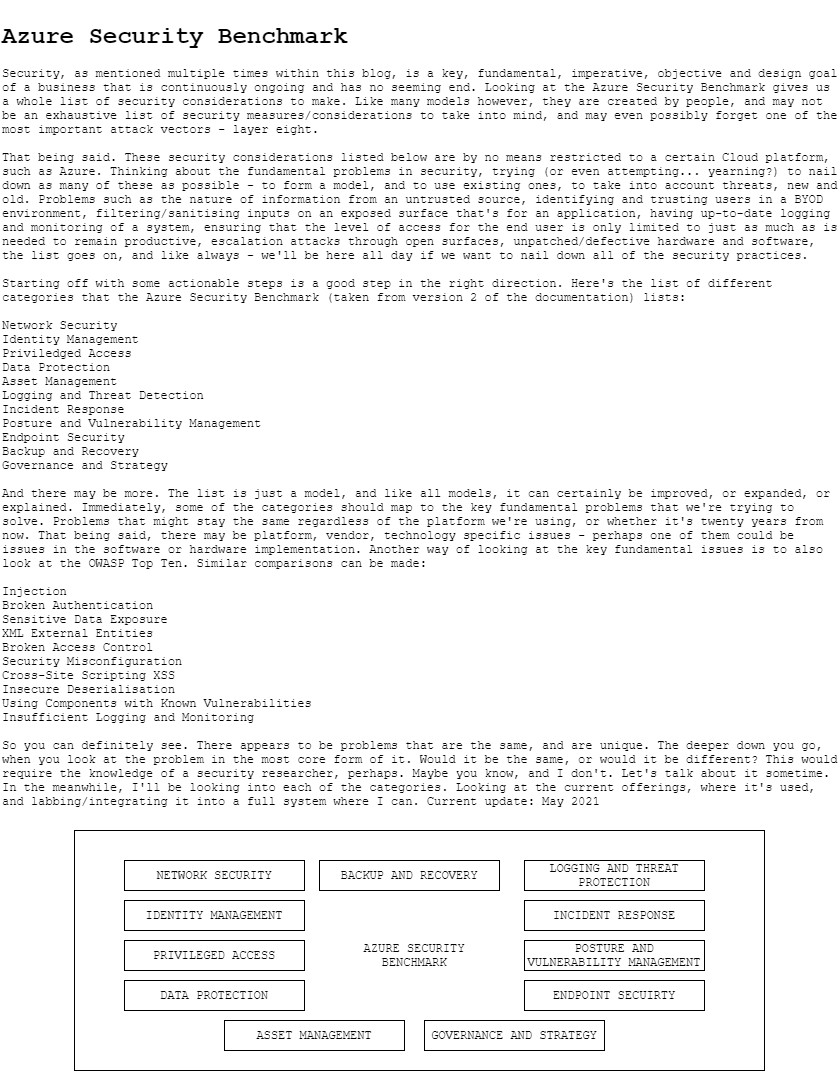 Azure Security Benchmark
Security, as mentioned multiple times within this blog, is a key, fundamental, imperative, objective and design goal
of a business that is continuously ongoing and has no seeming end. Looking at the Azure Security Benchmark gives us
a whole list of security considerations to make. Like many models however, they are created by people, and may not
be an exhaustive list of security measures/considerations to take into mind, and may even possibly forget one of the
most important attack vectors - layer eight.
That being said. These security considerations listed below are by no means restricted to a certain Cloud platform,
such as Azure. Thinking about the fundamental problems in security, trying (or even attempting... yearning?) to nail
down as many of these as possible - to form a model, and to use existing ones, to take into account threats, new and
old. Problems such as the nature of information from an untrusted source, identifying and trusting users in a BYOD
environment, filtering/sanitising inputs on an exposed surface that's for an application, having up-to-date logging
and monitoring of a system, ensuring that the level of access for the end user is only limited to just as much as is
needed to remain productive, escalation attacks through open surfaces, unpatched/defective hardware and software,
the list goes on, and like always - we'll be here all day if we want to nail down all of the security practices.
Starting off with some actionable steps is a good step in the right direction. Here's the list of different
categories that the Azure Security Benchmark (taken from version 2 of the documentation) lists:
Network Security
Identity Management
Priviledged Access
Data Protection
Asset Management
Logging and Threat Detection
Incident Response
Posture and Vulnerability Management
Endpoint Security
Backup and Recovery
Governance and Strategy
And there may be more. The list is just a model, and like all models, it can certainly be improved, or expanded, or
explained. Immediately, some of the categories should map to the key fundamental problems that we're trying to
solve. Problems that might stay the same regardless of the platform we're using, or whether it's twenty years from
now. That being said, there may be platform, vendor, technology specific issues - perhaps one of them could be
issues in the software or hardware implementation. Another way of looking at the key fundamental issues is to also
look at the OWASP Top Ten. Similar comparisons can be made:
Injection
Broken Authentication
Sensitive Data Exposure
XML External Entities
Broken Access Control
Security Misconfiguration
Cross-Site Scripting XSS
Insecure Deserialisation
Using Components with Known Vulnerabilities
Insufficient Logging and Monitoring
So you can definitely see. There appears to be problems that are the same, and are unique. The deeper down you go,
when you look at the problem in the most core form of it. Would it be the same, or would it be different? This would
require the knowledge of a security researcher, perhaps. Maybe you know, and I don't. Let's talk about it sometime.
In the meanwhile, I'll be looking into each of the categories. Looking at the current offerings, where it's used,
and labbing/integrating it into a full system where I can. Current update: May 2021
NETWORK SECURITY
BACKUP AND RECOVERY
LOGGING AND THREAT
PROTECTION
IDENTITY MANAGEMENT
INCIDENT RESPONSE
PRIVILEGED ACCESS
AZURE SECURITY
BENCHMARK
POSTURE AND
VULNERABILITY MANAGEMENT
DATA PROTECTION
ENDPOINT SECUIRTY
ASSET MANAGEMENT
GOVERNANCE AND STRATEGY